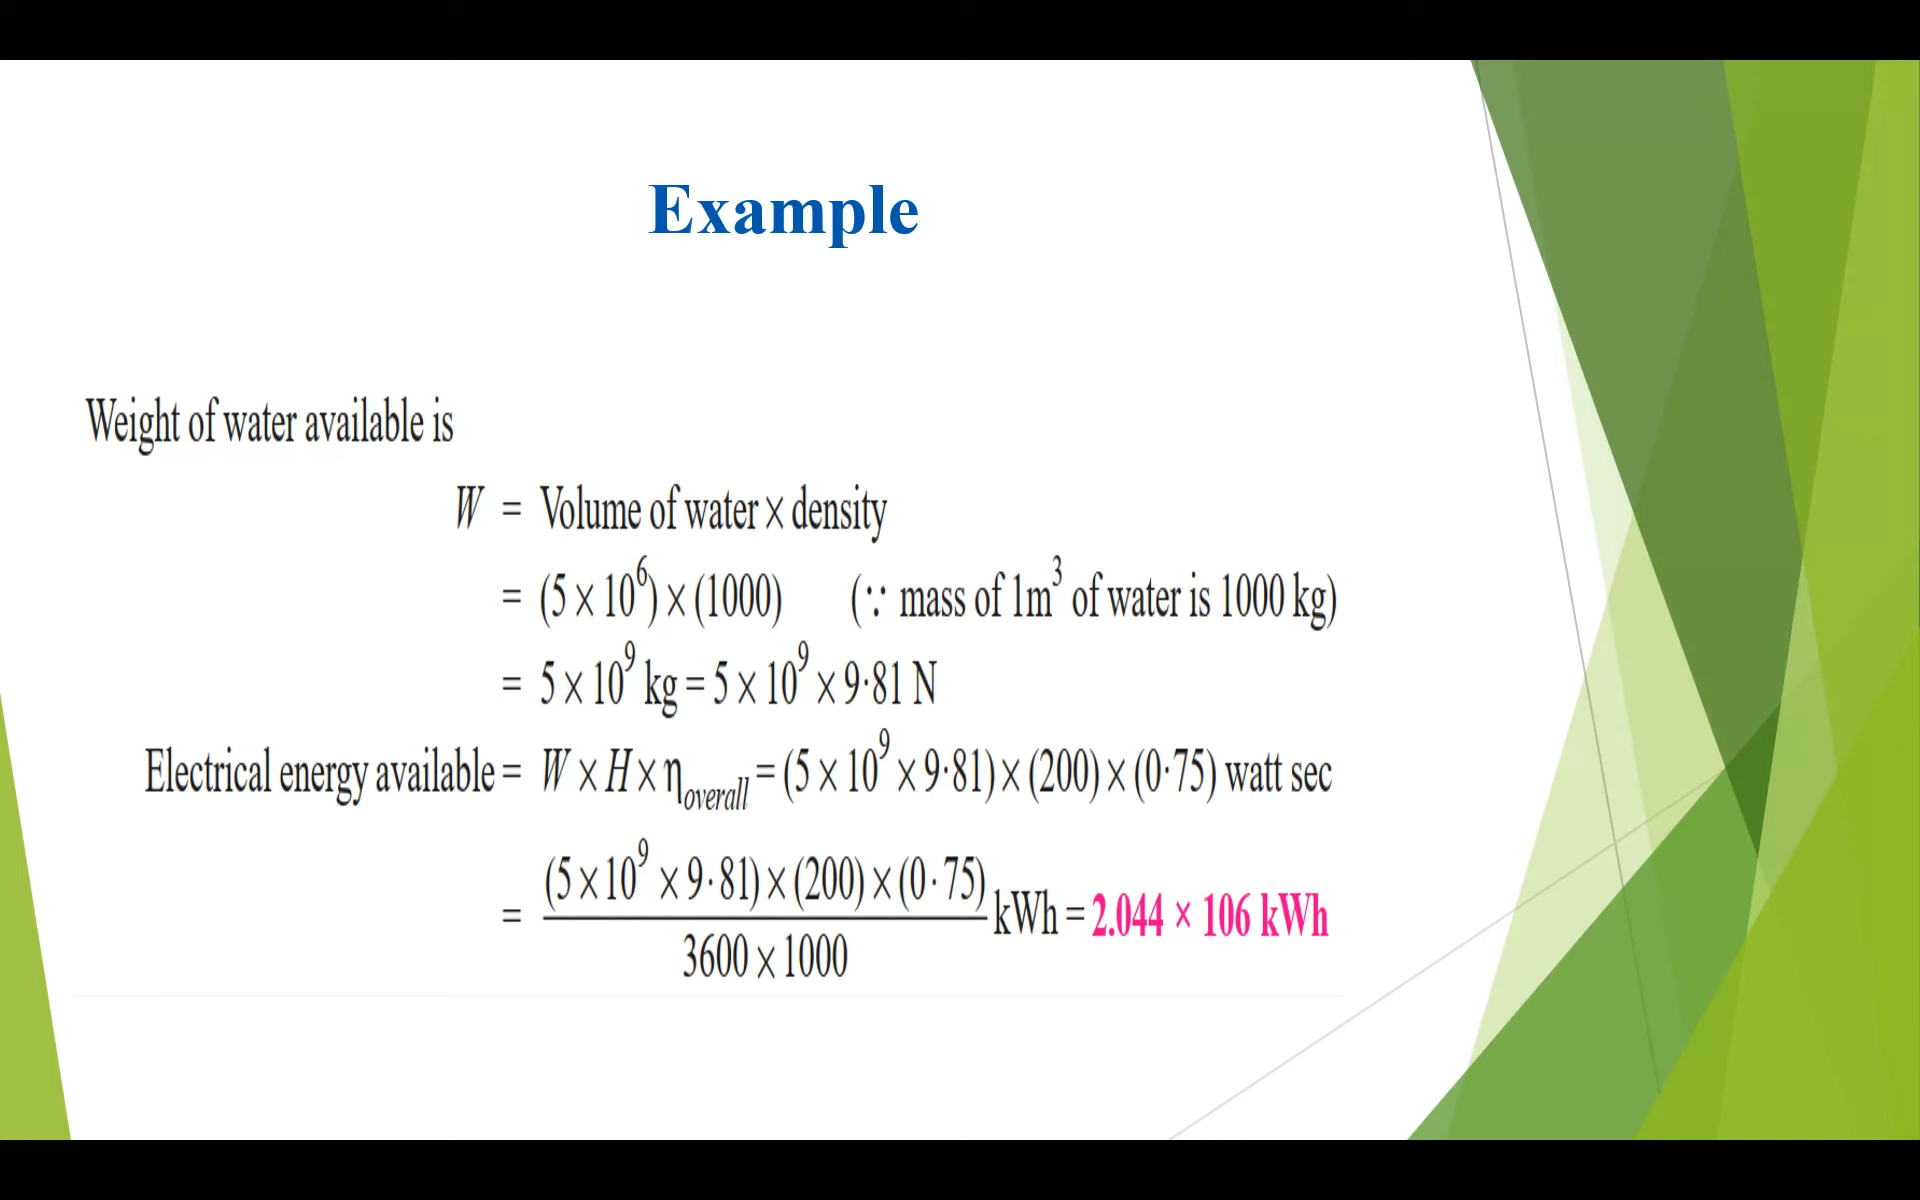 Example
Weight of water available is
W = Volume of water × density
= (5 × 10⁶) × (1000) (∵ mass of 1m³ of water is 1000 kg)
= 5 × 10⁹ kg = 5 × 10⁹ × 9·81 N
Electrical energy available = W × H × η_overall = (5 × 10⁹ × 9·81) × (200) × (0·75) watt sec
= (5 × 10⁹ × 9·81) × (200) × (0·75) / 3600 × 1000 kWh = 2.044 × 106 kWh